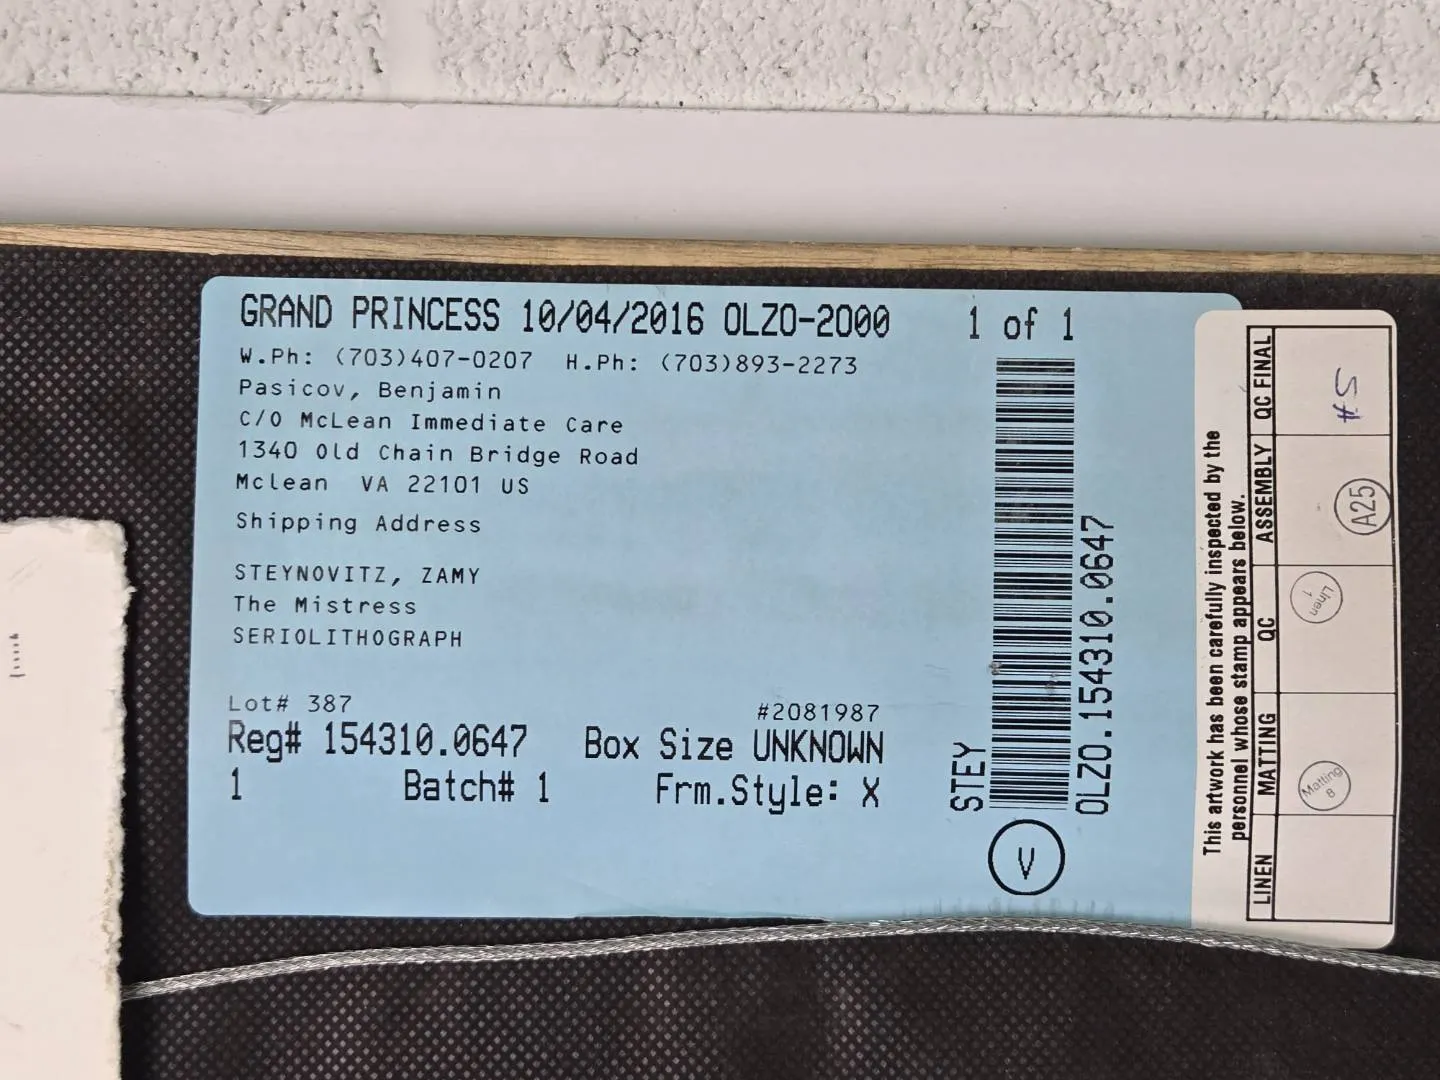 GRAND PRINCESS 10/04/2016 OLZO-2000 1 of 1
W.Ph: (703)407-0207 H.Ph: (703)893-2273
Pasicov, Benjamin
C/O McLean Immediate Care
1340 Old Chain Bridge Road
Mclean VA 22101 US
Shipping Address
STEYNOVITZ, ZAMY
The Mistress
SERIOLITHOGRAPH
Lot# 387 #2081987
Reg# 154310.0647 Box Size UNKNOWN
1 Batch# 1 Frm.Style: X
STEY
OLZO.154310.0647
V
This artwork has been carefully inspected by the
personnel whose stamp appears below.
LINEN MATTING QC ASSEMBLY QC FINAL
Matting
8
Linen
1
A25
S#